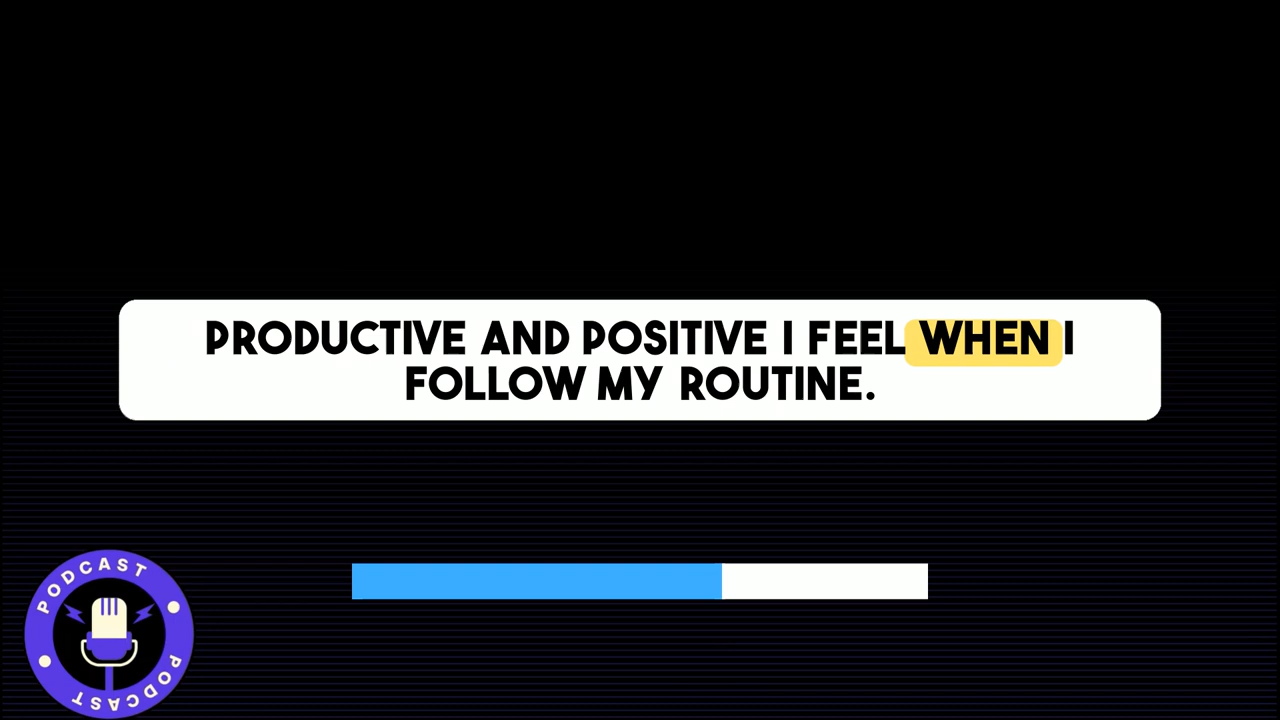 PRODUCTIVE AND POSITIVE I FEEL WHEN I
FOLLOW MY ROUTINE.
PODCAST
PODCAST